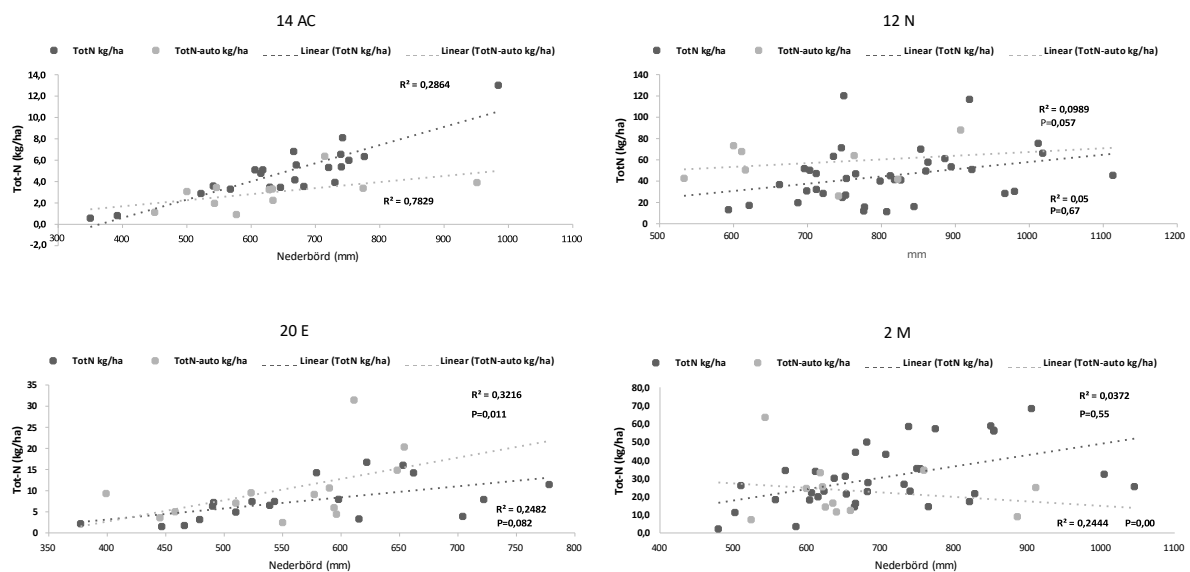 14 AC
TotN kg/ha TotN-auto kg/ha Linear (TotN kg/ha) Linear (TotN-auto kg/ha)
Tot-N (kg/ha)
14,0
12,0
10,0
8,0
6,0
4,0
2,0
0,0
-2,0
R² = 0,2864
R² = 0,7829
300 400 500 600 700 800 900 1000 1100
Nederbörd (mm)
12 N
TotN kg/ha TotN-auto kg/ha Linear (TotN kg/ha) Linear (TotN-auto kg/ha)
TotN (kg/ha)
140
120
100
80
60
40
20
0
R² = 0,0989
P=0,057
R² = 0,05
P=0,67
500 600 700 800 900 1000 1100 1200
mm
20 E
TotN kg/ha TotN-auto kg/ha Linear (TotN kg/ha) Linear (TotN-auto kg/ha)
Tot-N (kg/ha)
35
30
25
20
15
10
5
0
R² = 0,3216
P=0,011
R² = 0,2482
P=0,082
350 400 450 500 550 600 650 700 750 800
Nederbörd (mm)
2 M
TotN kg/ha TotN-auto kg/ha Linear (TotN kg/ha) Linear (TotN-auto kg/ha)
Tot-N (kg/ha)
80,0
70,0
60,0
50,0
40,0
30,0
20,0
10,0
0,0
R² = 0,0372
P=0,55
R² = 0,2444 P=0,00
400 500 600 700 800 900 1000 1100
Nederbörd (mm)